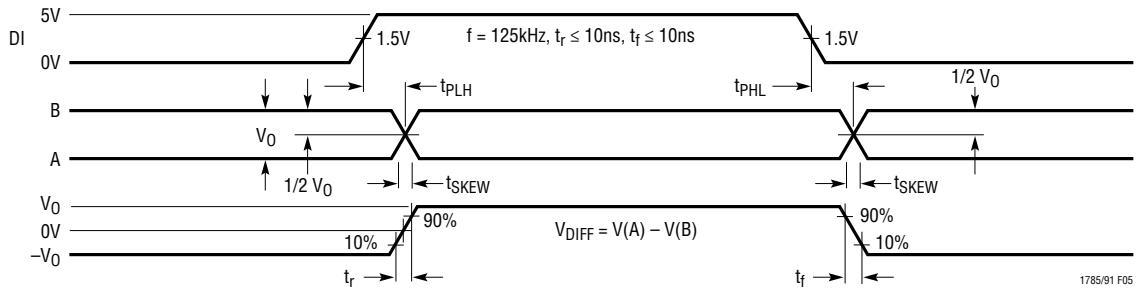 5V
DI
1.5V
f = 125kHz, tr ≤ 10ns, tf ≤ 10ns
1.5V
0V
tPLH
tPHL
1/2 VO
B
VO
A
1/2 VO
tSKEW
tSKEW
VO
90%
90%
0V
VDIFF = V(A) – V(B)
10%
10%
–VO
tr
tf
1785/91 F05